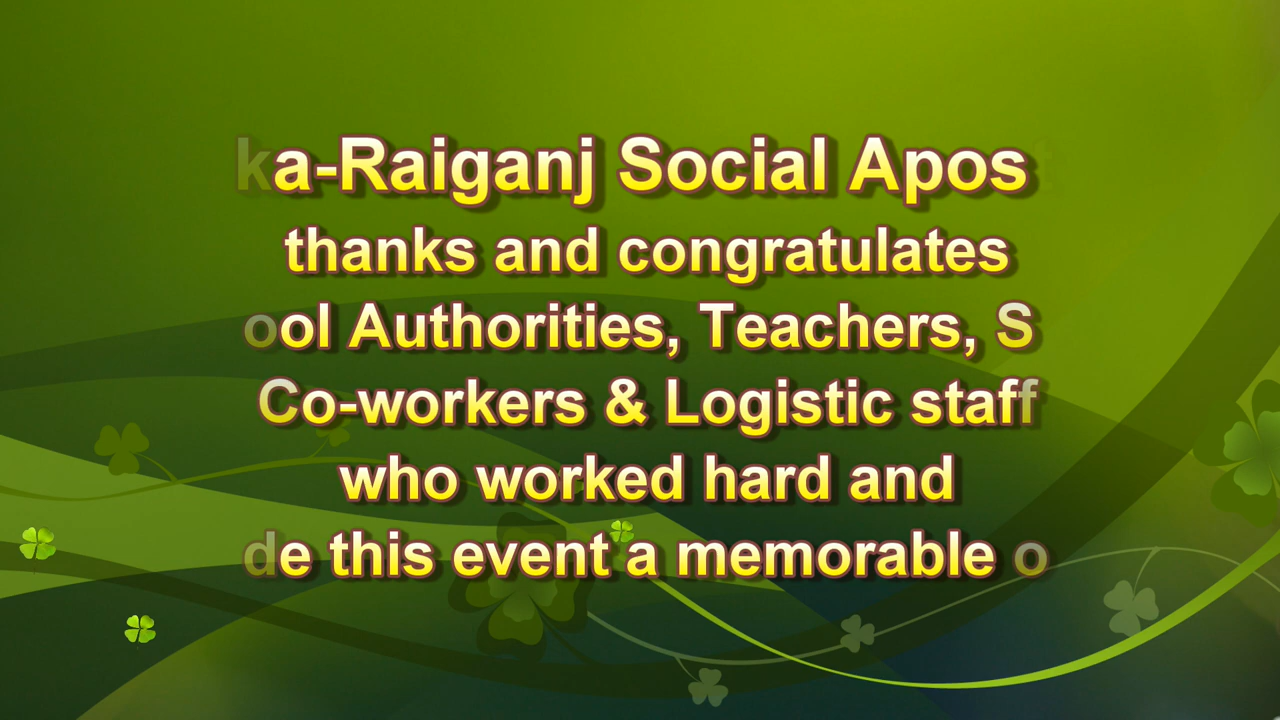 ka-Raiganj Social Apos
thanks and congratulates
ool Authorities, Teachers, S
Co-workers & Logistic staff
who worked hard and
de this event a memorable o